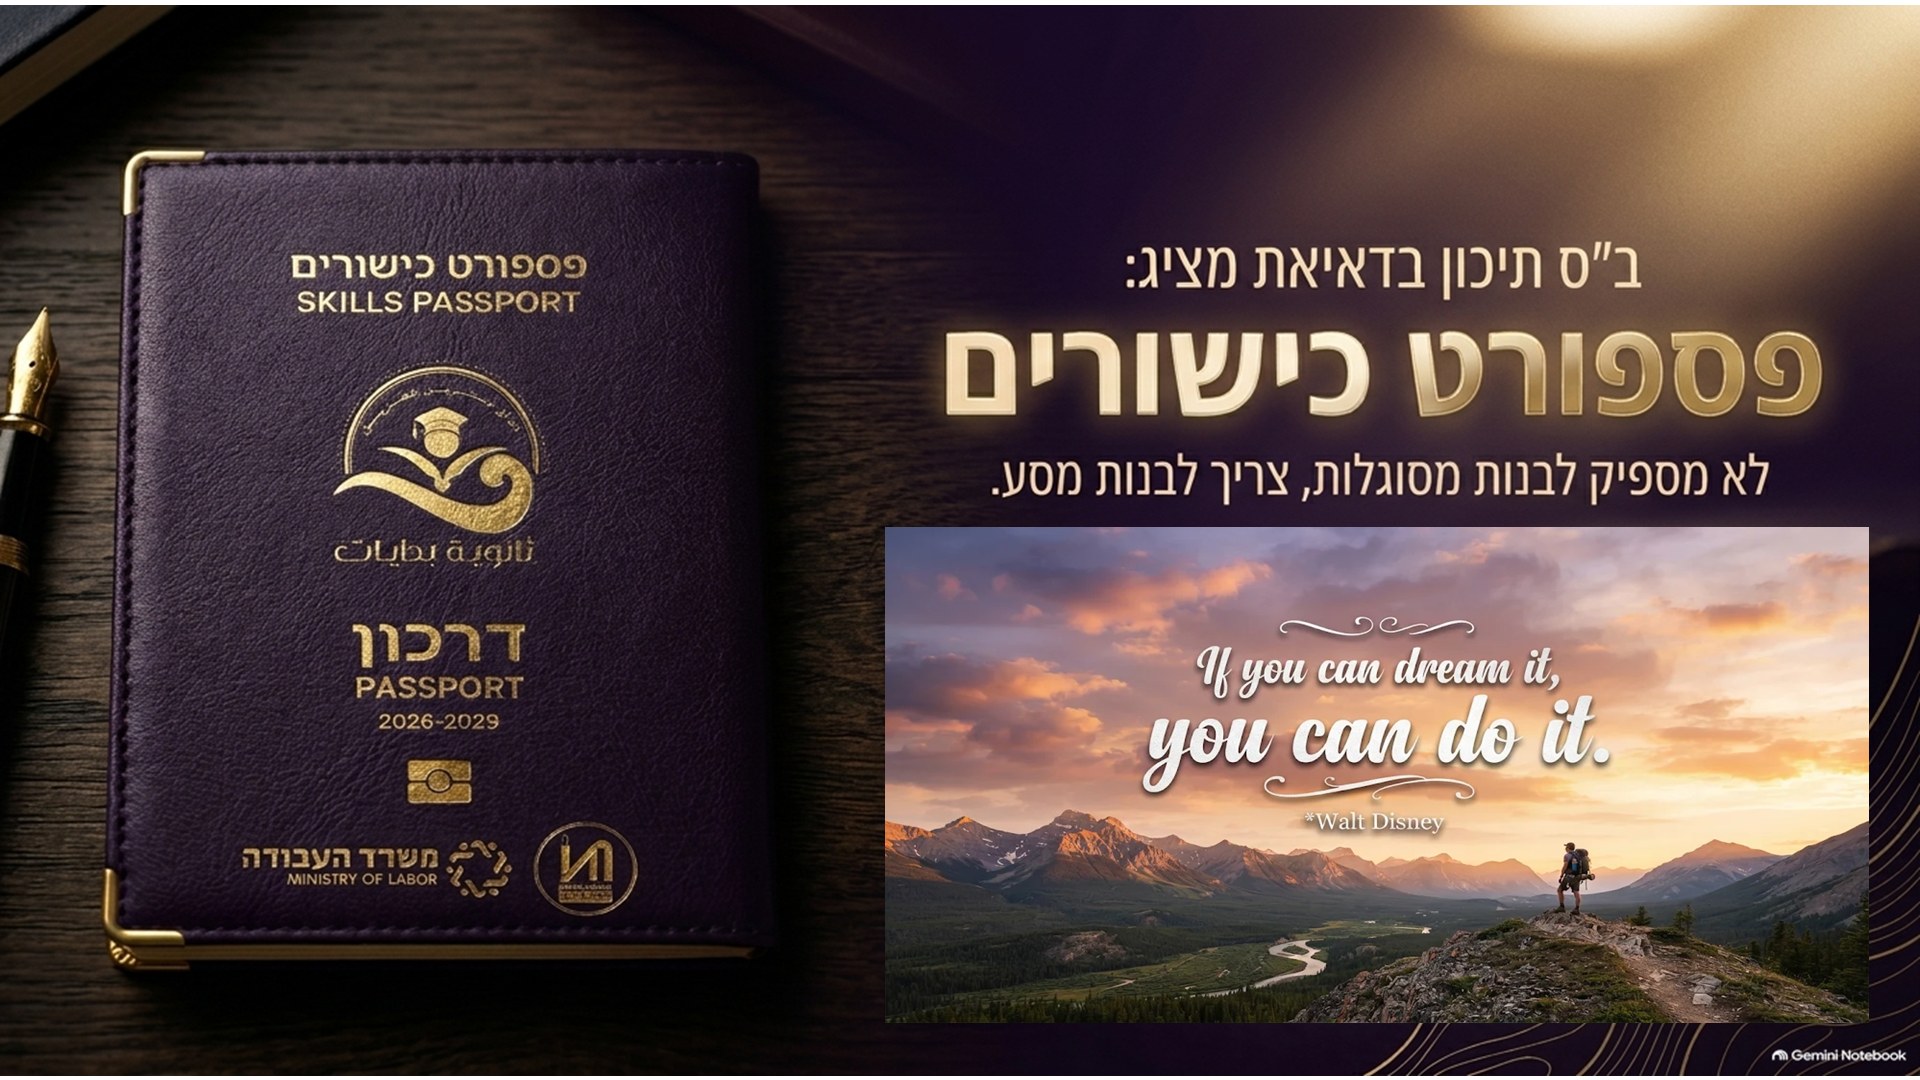 פספורט כישורים
SKILLS PASSPORT
ثانوية بدايات
דרכון
PASSPORT
2026-2029
משרד העבודה
MINISTRY OF LABOR
ב"ס תיכון בדאיאת מציג:
פספורט כישורים
לא מספיק לבנות מסוגלות, צריך לבנות מסע.
If you can dream it,
you can do it.
*Walt Disney
Gemini Notebook